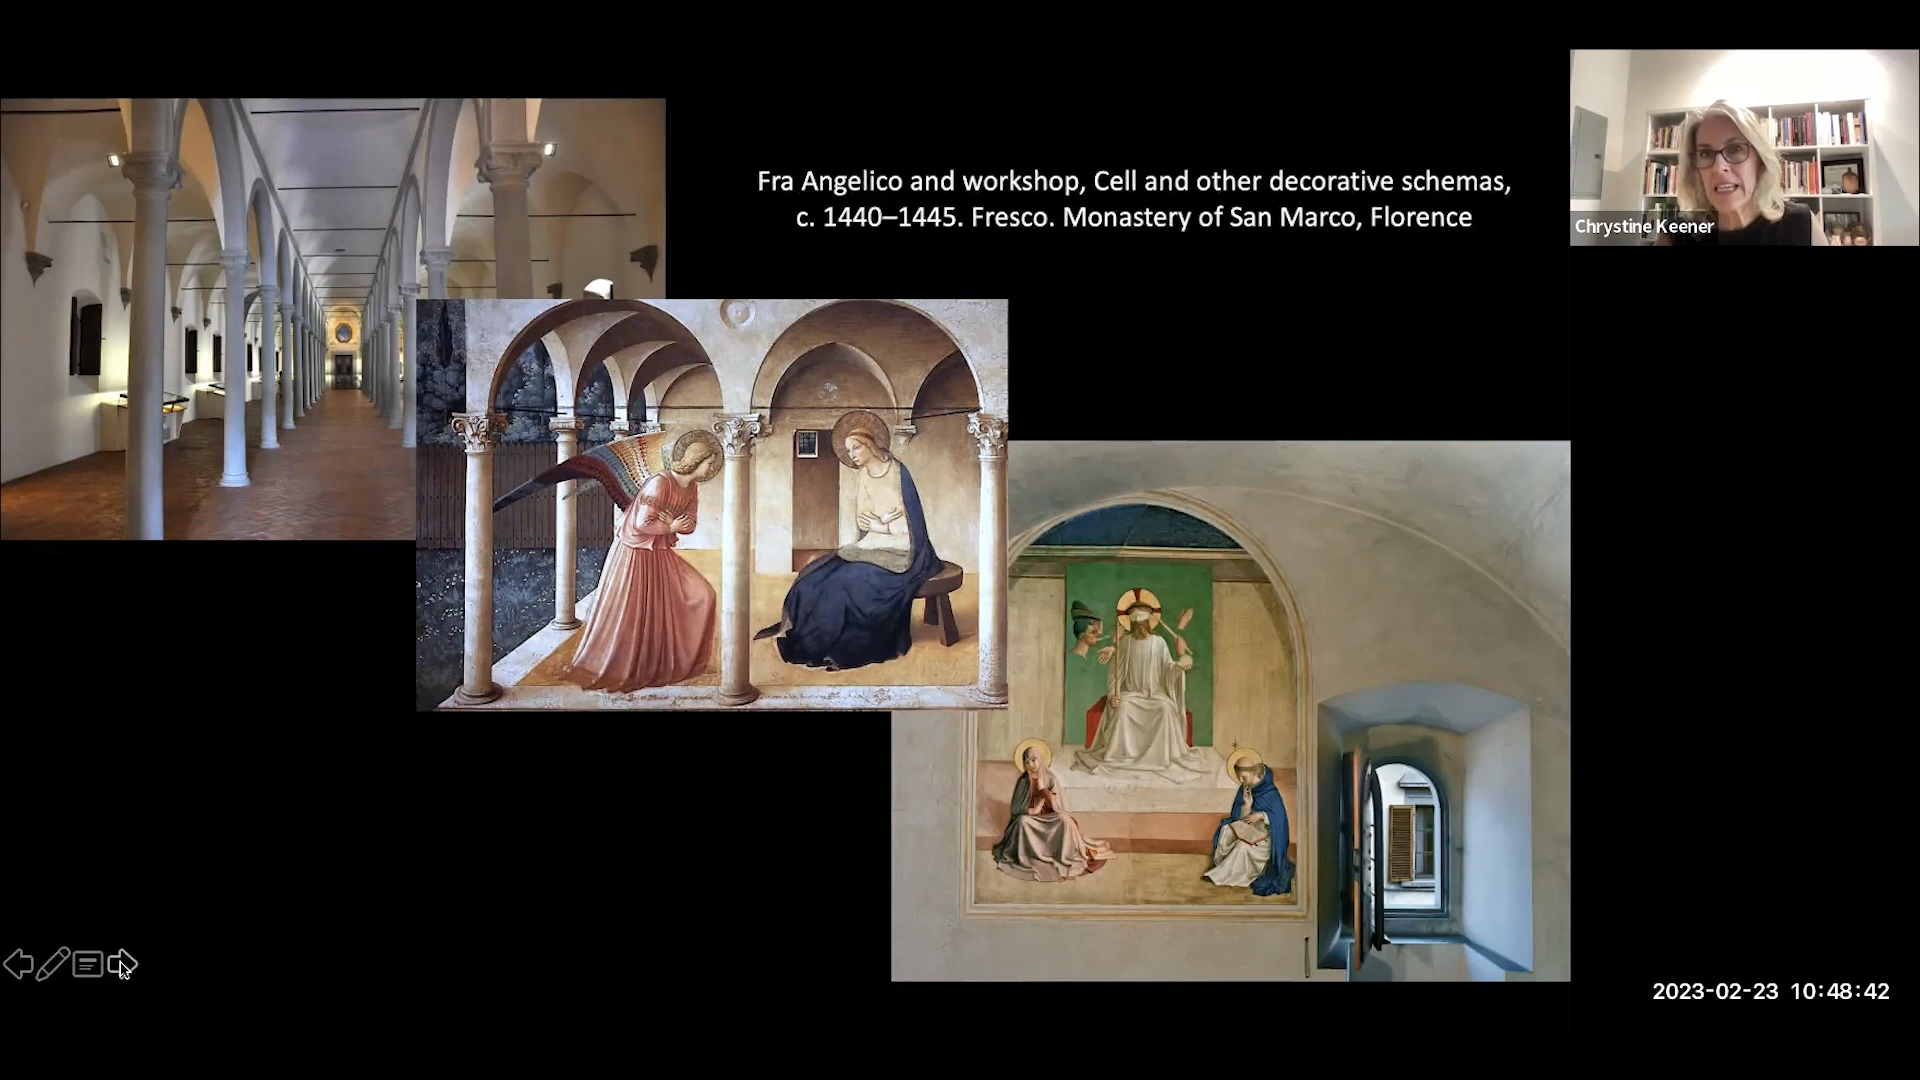 Fra Angelico and workshop, Cell and other decorative schemas,
c. 1440–1445. Fresco. Monastery of San Marco, Florence
Chrystine Keener
2023-02-23 10:48:42